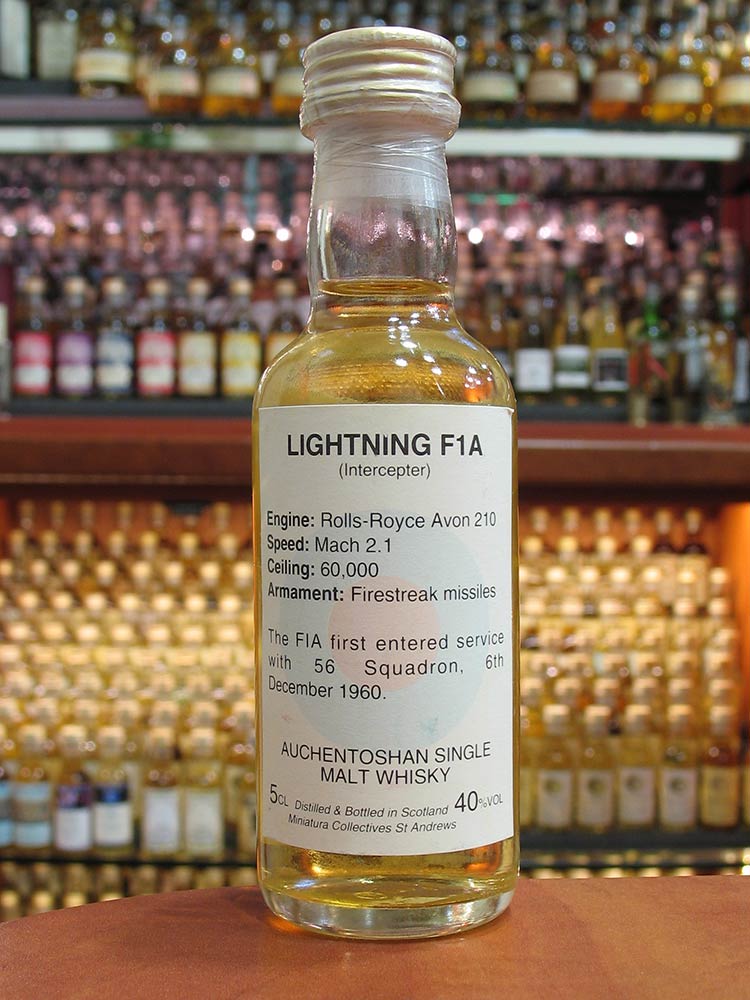 LIGHTNING F1A
(Intercepter)
Engine: Rolls-Royce Avon 210
Speed: Mach 2.1
Ceiling: 60,000
Armament: Firestreak missiles
The FIA first entered service
with 56 Squadron, 6th
December 1960.
AUCHENTOSHAN SINGLE
MALT WHISKY
5CL Distilled & Bottled in Scotland 40%VOL
Miniatura Collectives St Andrews